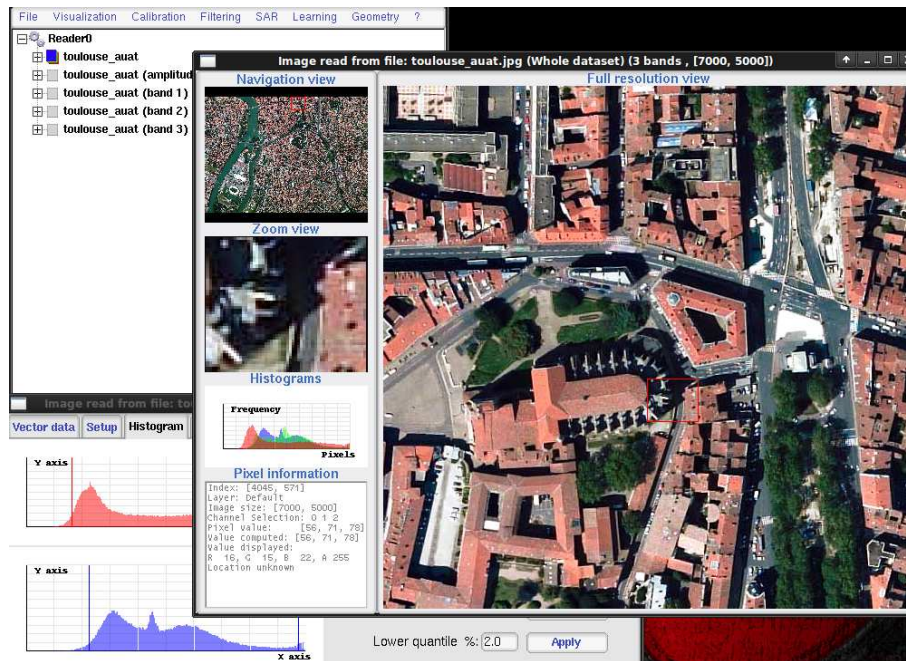 File Visualization Calibration Filtering SAR Learning Geometry ?
Reader0
toulouse_auat
toulouse_auat (amplitud
toulouse_auat (band 1)
toulouse_auat (band 2)
toulouse_auat (band 3)
Image read from file: toulouse_auat.jpg (Whole dataset) (3 bands , [7000, 5000])
Navigation view
Full resolution view
Zoom view
Histograms
Frequency
Pixels
Pixel information
Index: [4045, 571]
Layer: Default
Image size: [7000, 5000]
Channel Selection: 0 1 2
Pixel value: [56, 71, 78]
Value computed: [56, 71, 78]
Value displayed:
R 16, G 15, B 22, A 255
Location unknown
Image read from file: tou
Vector data Setup Histogram
Y axis
Y axis
X axis
Lower quantile %: 2.0 Apply